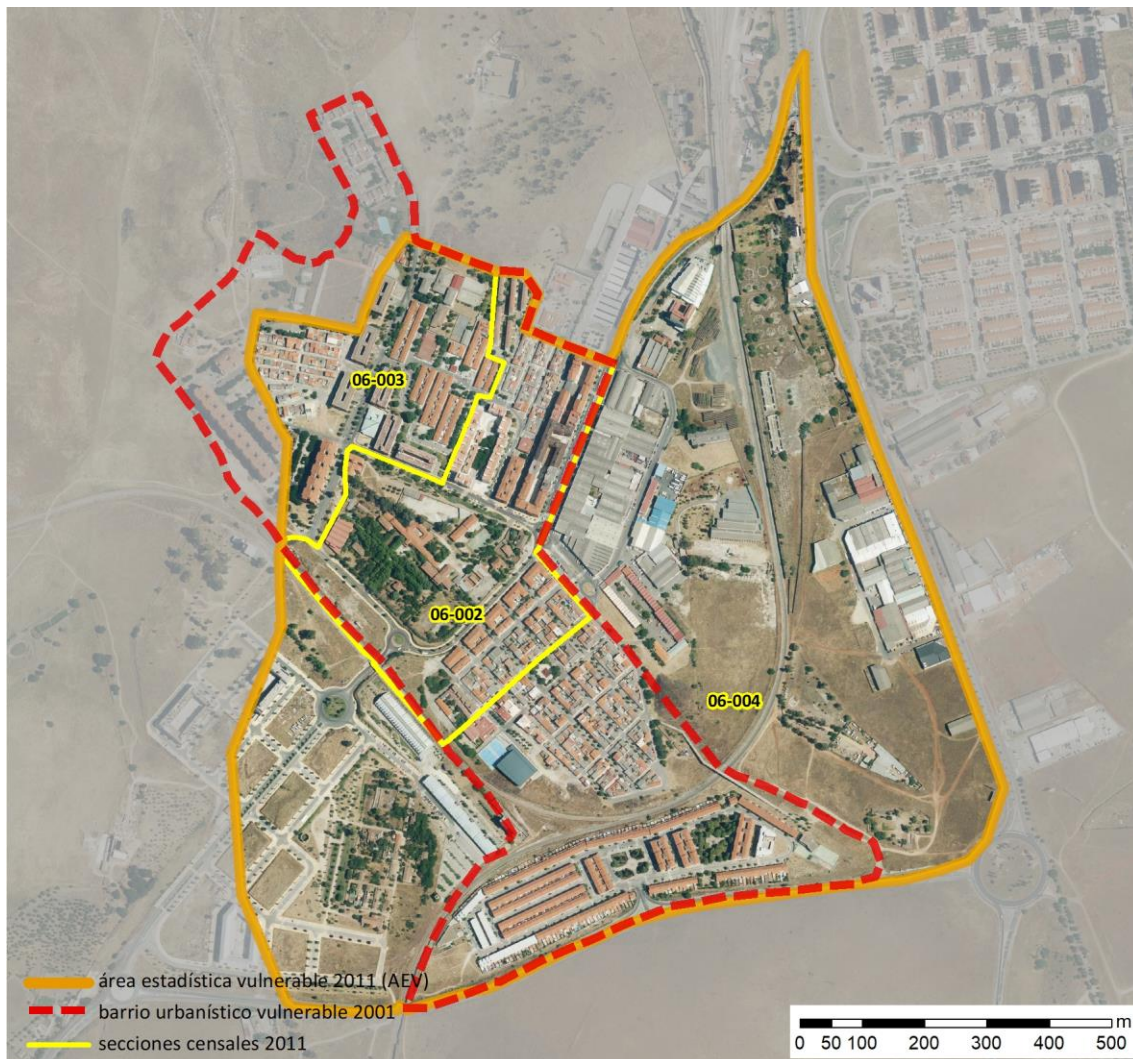 06-003
06-002
06-004
área estadística vulnerable 2011 (AEV)
barrio urbanístico vulnerable 2001
secciones censales 2011
m
0 50 100 200 300 400 500